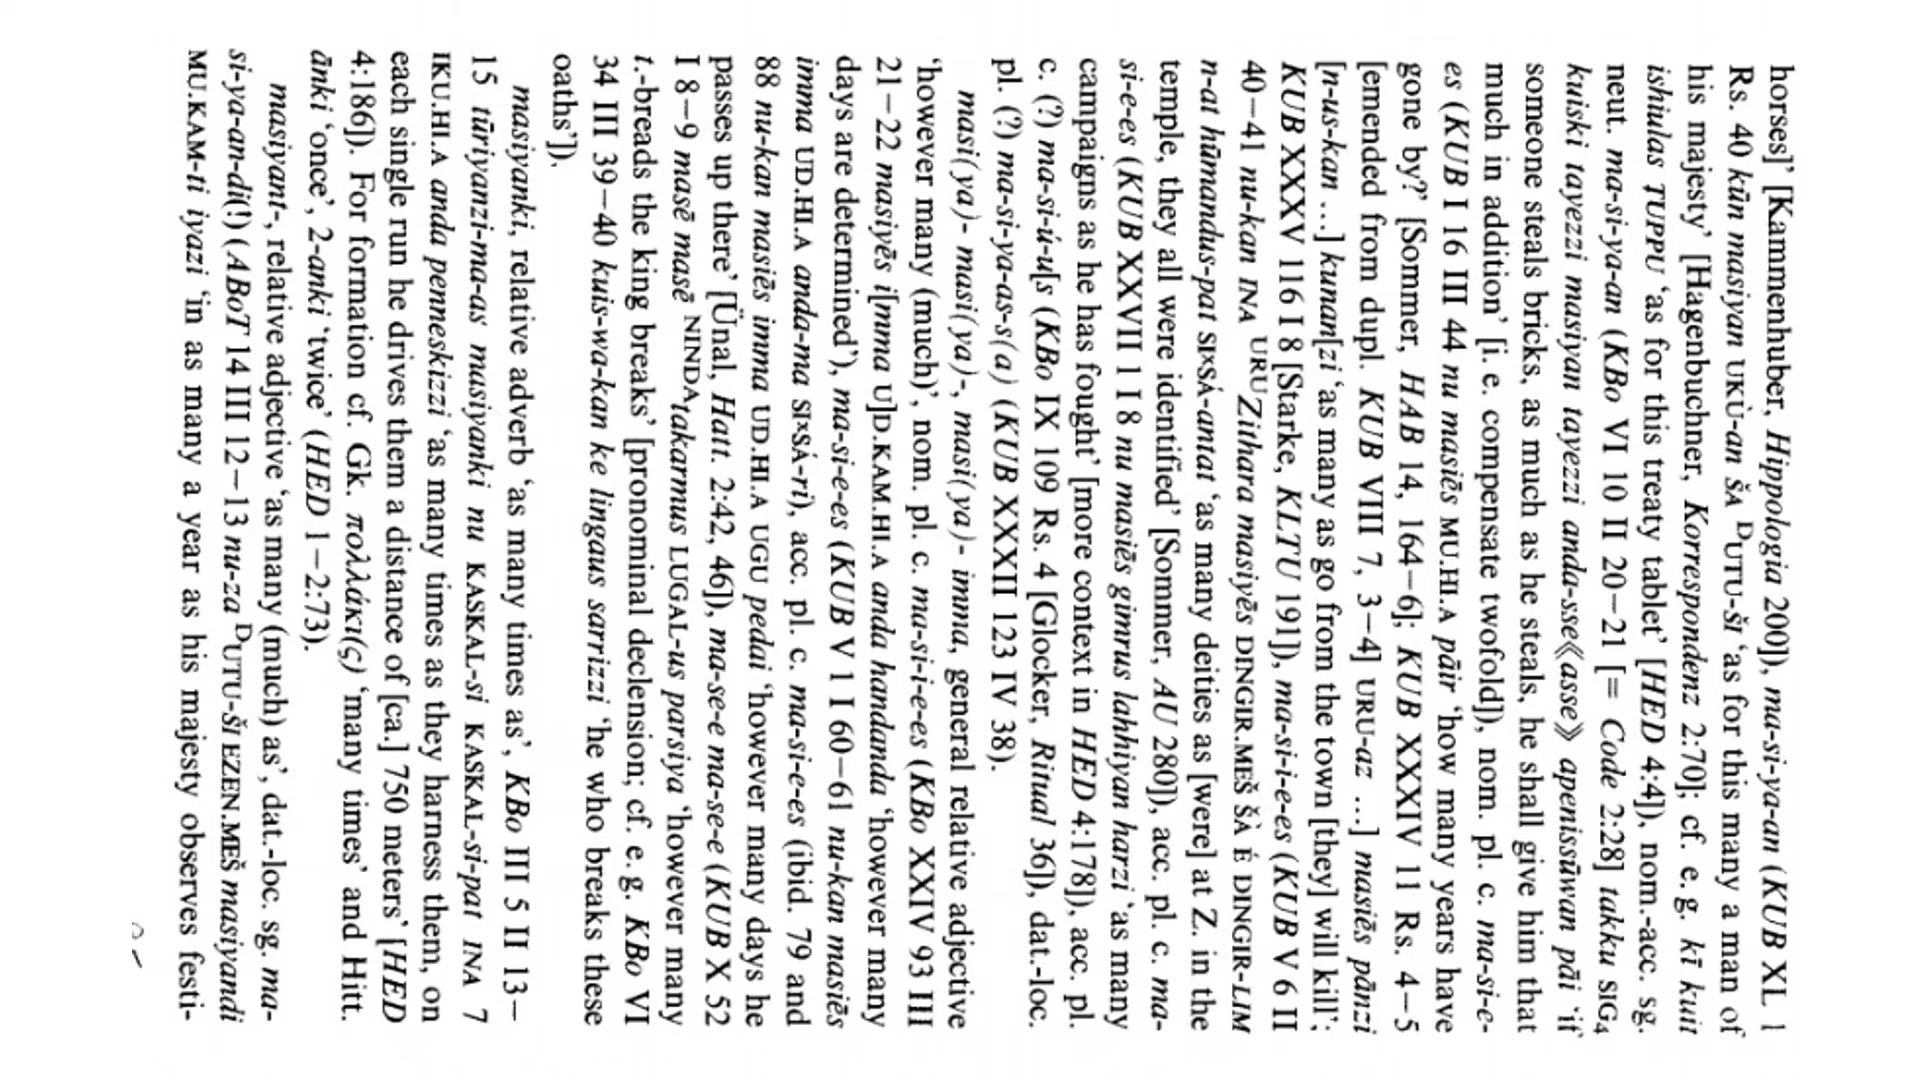 horses]’ [Kammenhuber, Hippologia 200]), ma-si-ya-an (KUB XL 1
Rs. 40 kūn masiyan UKÙ-an ŠA ᴰUTU-ŠI ‘as for this many a man of
his majesty’ [Hagenbuchner, Korrespondenz 2:70]; cf. e. g. kī kuit
ishiulas TUPPU ‘as for this treaty tablet’ [HED 4:4]), nom.-acc. sg.
neut. ma-si-ya-an (KBo VI 10 II 20–21 [= Code 2:28] takku SIG₄
kuiski tayezzi masiyan tayezzi anda-sse⟪asse⟫ apenissūwan pāi ‘if
someone steals bricks, as much as he steals, he shall give him that
much in addition’ [i. e. compensate twofold]), nom. pl. c. ma-si-e-
es (KUB I 16 III 44 nu masiēs MU.HI.A pāir ‘how many years have
gone by?’ [Sommer, HAB 14, 164–6]; KUB XXXIV 11 Rs. 4–5
[emended from dupl. KUB VIII 7, 3–4] URU-az ...] masiēs pānzi
[n-us-kan ...] kunan[zi ‘as many as go from the town [they] will kill’;
KUB XXXV 116 I 8 [Starke, KLTU 191]), ma-si-i-e-es (KUB V 6 II
40–41 nu-kan INA ᵁᴿᵁZithara masiyēs DINGIR.MEŠ ŠÀ É DINGIR-LIM
n-at hūmandus-pat SIxSÁ-antat ‘as many deities as [were] at Z. in the
temple, they all were identified’ [Sommer, AU 280]), acc. pl. c. ma-
si-e-es (KUB XXVII 1 I 8 nu masiēs gimrus lahhiyan harzi ‘as many
campaigns as he has fought’ [more context in HED 4:178]), acc. pl.
c. (?) ma-si-ú-u[s (KBo IX 109 Rs. 4 [Glocker, Ritual 36]), dat.-loc.
pl. (?) ma-si-ya-as-s(a) (KUB XXXII 123 IV 38).
masi(ya)- masi(ya)-, masi(ya)- imma, general relative adjective
‘however many (much)’, nom. pl. c. ma-si-i-e-es (KBo XXIV 93 III
21–22 masiyēs i[mma U]D.KAM.HI.A anda handanda ‘however many
days are determined’), ma-si-e-es (KUB V 1 I 60–61 nu-kan masiēs
imma UD.HI.A anda-ma SIxSÁ-ri), acc. pl. c. ma-si-e-es (ibid. 79 and
88 nu-kan masiēs imma UD.HI.A UGU pedai ‘however many days he
passes up there’ [Ünal, Hatt. 2:42, 46]), ma-se-e ma-se-e (KUB X 52
I 8–9 masē masē ᴺᴵᴺᴰᴬtakarmus LUGAL-us parsiya ‘however many
t.-breads the king breaks’ [pronominal declension; cf. e. g. KBo VI
34 III 39–40 kuis-wa-kan ke lingaus sarrizzi ‘he who breaks these
oaths’]).
masiyanki, relative adverb ‘as many times as’, KBo III 5 II 13–
15 tūriyanzi-ma-as masiyanki nu KASKAL-si KASKAL-si-pat INA 7
IKU.HI.A anda penneskizzi ‘as many times as they harness them, on
each single run he drives them a distance of [ca.] 750 meters’ [HED
4:186]). For formation cf. Gk. πολλάκι(ς) ‘many times’ and Hitt.
ānki ‘once’, 2-anki ‘twice’ (HED 1–2:73).
masiyant-, relative adjective ‘as many (much) as’, dat.-loc. sg. ma-
si-ya-an-di(!) (ABoT 14 III 12–13 nu-za ᴰUTU-ŠI EZEN.MEŠ masiyandi
MU.KAM-ti iyazi ‘in as many a year as his majesty observes festi-